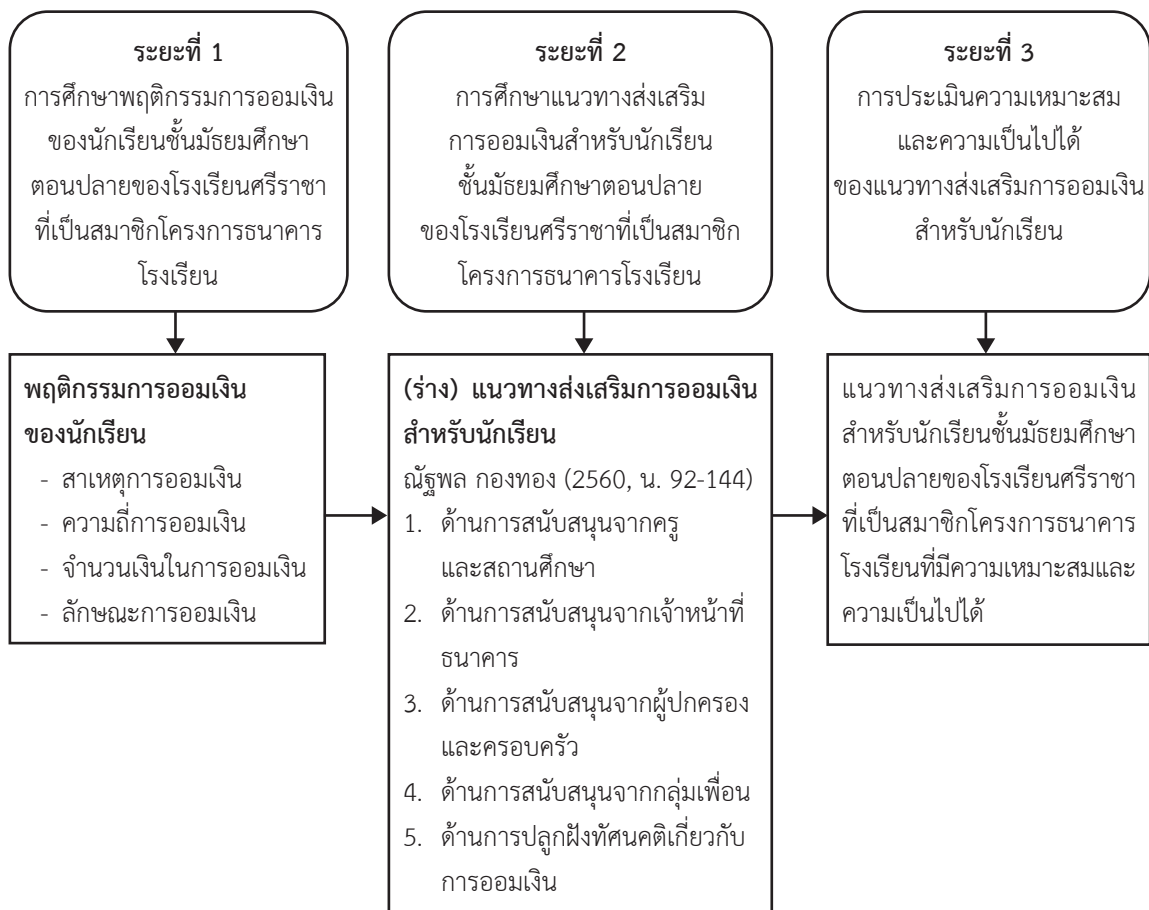 ระยะที่ 1
การศึกษาพฤติกรรมการออมเงิน
ของนักเรียนชั้นมัธยมศึกษา
ตอนปลายของโรงเรียนศรีราชา
ที่เป็นสมาชิกโครงการธนาคาร
โรงเรียน
ระยะที่ 2
การศึกษาแนวทางส่งเสริม
การออมเงินสำหรับนักเรียน
ชั้นมัธยมศึกษาตอนปลาย
ของโรงเรียนศรีราชาที่เป็นสมาชิก
โครงการธนาคารโรงเรียน
ระยะที่ 3
การประเมินความเหมาะสม
และความเป็นไปได้
ของแนวทางส่งเสริมการออมเงิน
สำหรับนักเรียน
พฤติกรรมการออมเงิน
ของนักเรียน
- สาเหตุการออมเงิน
- ความถี่การออมเงิน
- จำนวนเงินในการออมเงิน
- ลักษณะการออมเงิน
(ร่าง) แนวทางส่งเสริมการออมเงิน
สำหรับนักเรียน
ณัฐพล กองทอง (2560, น. 92-144)
1. ด้านการสนับสนุนจากครู
และสถานศึกษา
2. ด้านการสนับสนุนจากเจ้าหน้าที่
ธนาคาร
3. ด้านการสนับสนุนจากผู้ปกครอง
และครอบครัว
4. ด้านการสนับสนุนจากกลุ่มเพื่อน
5. ด้านการปลูกฝังทัศนคติเกี่ยวกับ
การออมเงิน
แนวทางส่งเสริมการออมเงิน
สำหรับนักเรียนชั้นมัธยมศึกษา
ตอนปลายของโรงเรียนศรีราชา
ที่เป็นสมาชิกโครงการธนาคาร
โรงเรียนที่มีความเหมาะสมและ
ความเป็นไปได้